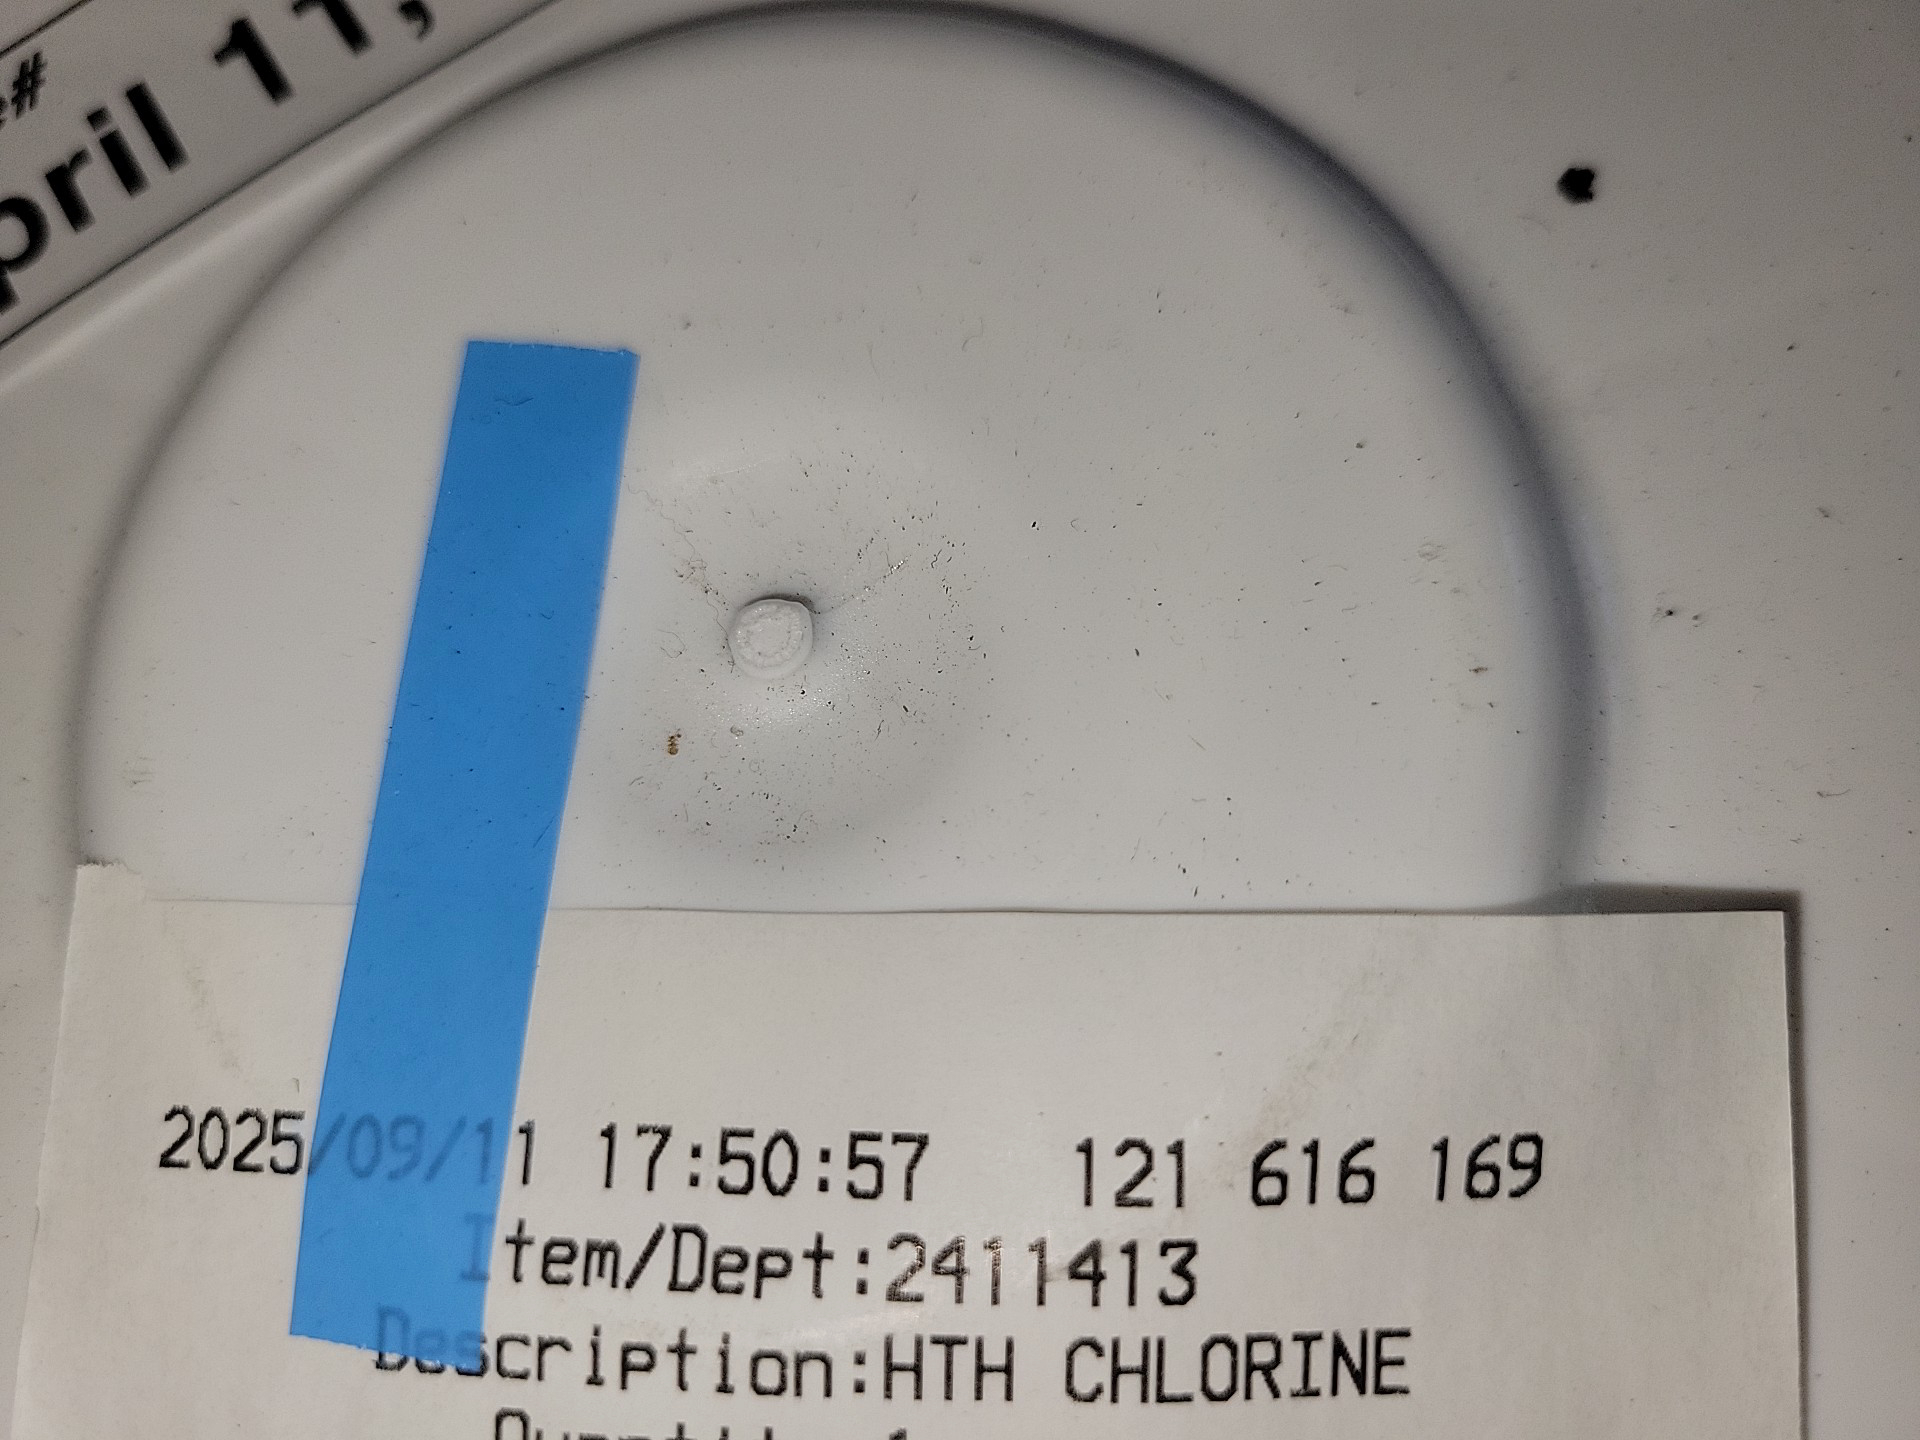 #
pril 11,
2025/09/11 17:50:57 121 616 169
Item/Dept:2411413
Description:HTH CHLORINE